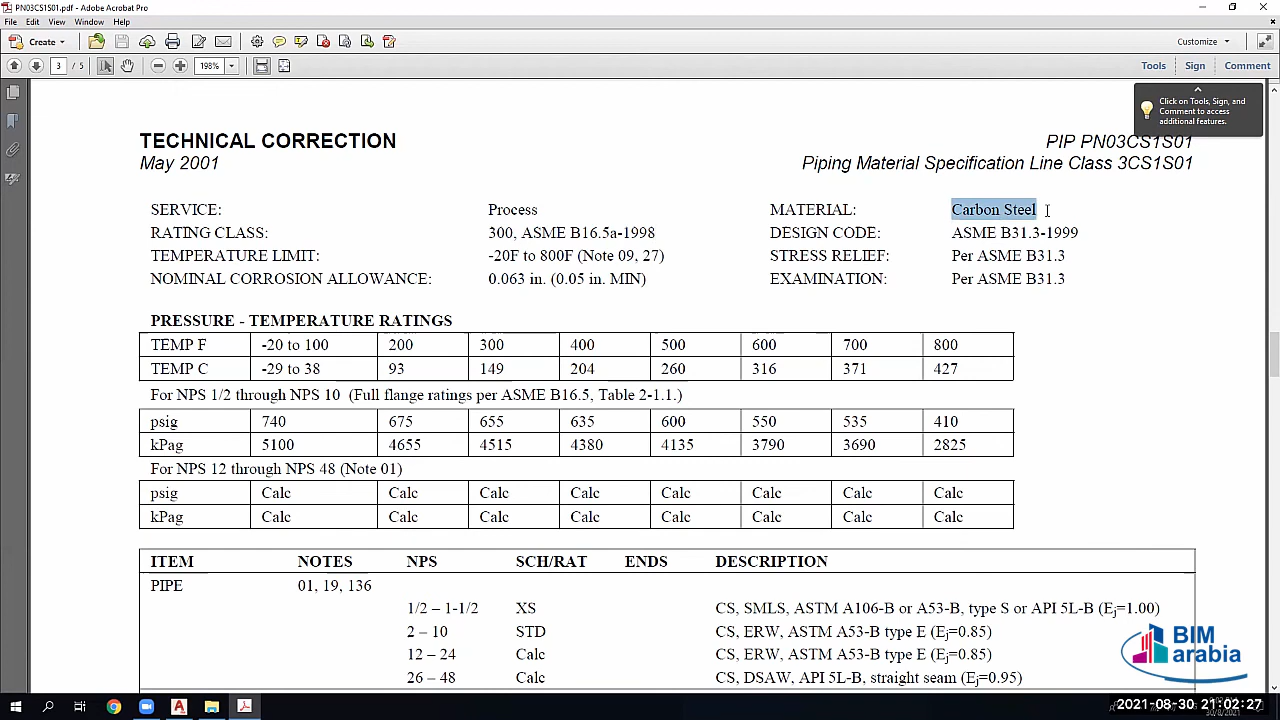 PN03CS1S01.pdf - Adobe Acrobat Pro
File Edit View Window Help
Create Customize
3 / 5 198% Tools Sign Comment
Click on Tools, Sign, and
Comment to access
additional features.
TECHNICAL CORRECTION PIP PN03CS1S01
May 2001 Piping Material Specification Line Class 3CS1S01
SERVICE: Process MATERIAL: Carbon Steel
RATING CLASS: 300, ASME B16.5a-1998 DESIGN CODE: ASME B31.3-1999
TEMPERATURE LIMIT: -20F to 800F (Note 09, 27) STRESS RELIEF: Per ASME B31.3
NOMINAL CORROSION ALLOWANCE: 0.063 in. (0.05 in. MIN) EXAMINATION: Per ASME B31.3
PRESSURE - TEMPERATURE RATINGS
TEMP F -20 to 100 200 300 400 500 600 700 800
TEMP C -29 to 38 93 149 204 260 316 371 427
For NPS 1/2 through NPS 10 (Full flange ratings per ASME B16.5, Table 2-1.1.)
psig 740 675 655 635 600 550 535 410
kPag 5100 4655 4515 4380 4135 3790 3690 2825
For NPS 12 through NPS 48 (Note 01)
psig Calc Calc Calc Calc Calc Calc Calc Calc
kPag Calc Calc Calc Calc Calc Calc Calc Calc
ITEM NOTES NPS SCH/RAT ENDS DESCRIPTION
PIPE 01, 19, 136
1/2 – 1-1/2 XS CS, SMLS, ASTM A106-B or A53-B, type S or API 5L-B (Ej=1.00)
2 – 10 STD CS, ERW, ASTM A53-B type E (Ej=0.85)
12 – 24 Calc CS, ERW, ASTM A53-B type E (Ej=0.85)
26 – 48 Calc CS, DSAW, API 5L-B, straight seam (Ej=0.95)
BIM
arabia
2021-08-30 21:02:27